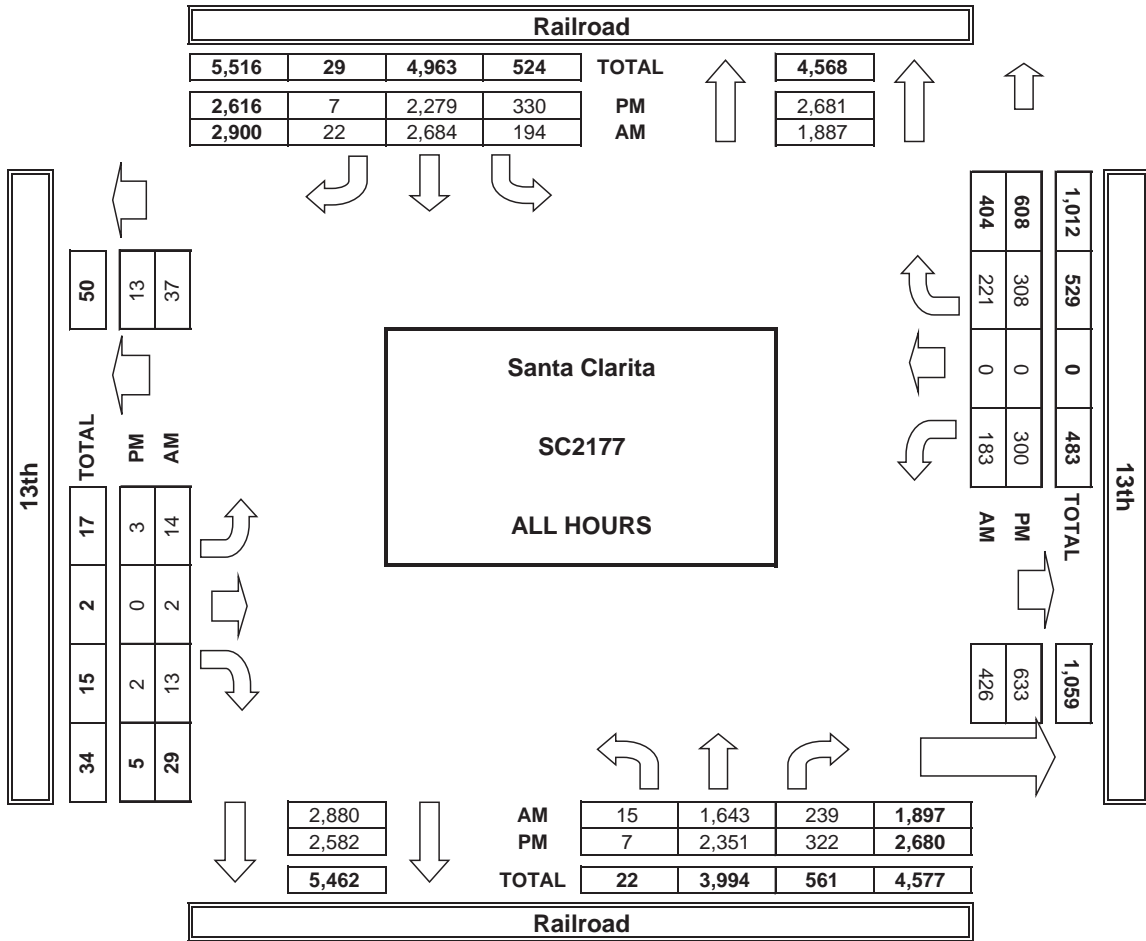 Railroad
5,516 29 4,963 524 TOTAL 4,568
2,616 7 2,279 330 PM 2,681
2,900 22 2,684 194 AM 1,887
13th
TOTAL 50
PM 13
AM 37
17 2 15 34
3 0 2 5
14 2 13 29
Santa Clarita
SC2177
ALL HOURS
1,012 529 0 483 TOTAL 1,059
608 308 0 300 PM 633
404 221 0 183 AM 426
13th
2,880 AM 15 1,643 239 1,897
2,582 PM 7 2,351 322 2,680
5,462 TOTAL 22 3,994 561 4,577
Railroad